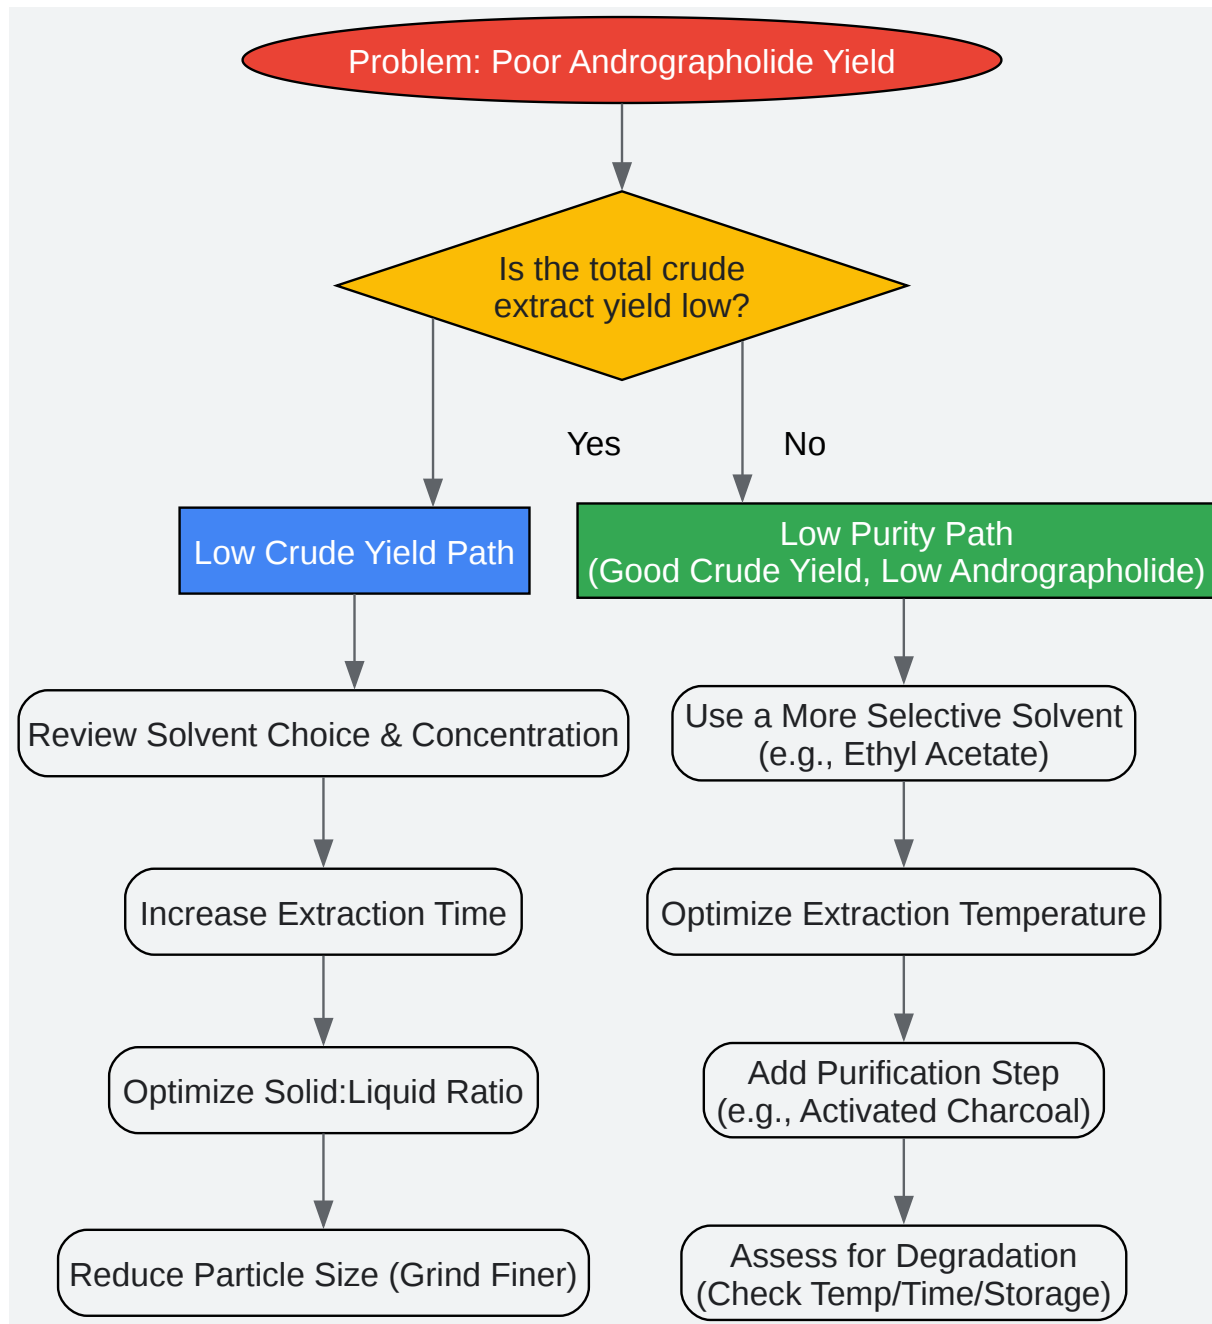 Problem: Poor Andrographolide Yield
Is the total crude
extract yield low?
Yes
No
Low Crude Yield Path
Low Purity Path
(Good Crude Yield, Low Andrographolide)
Review Solvent Choice & Concentration
Use a More Selective Solvent
(e.g., Ethyl Acetate)
Increase Extraction Time
Optimize Extraction Temperature
Optimize Solid:Liquid Ratio
Add Purification Step
(e.g., Activated Charcoal)
Reduce Particle Size (Grind Finer)
Assess for Degradation
(Check Temp/Time/Storage)